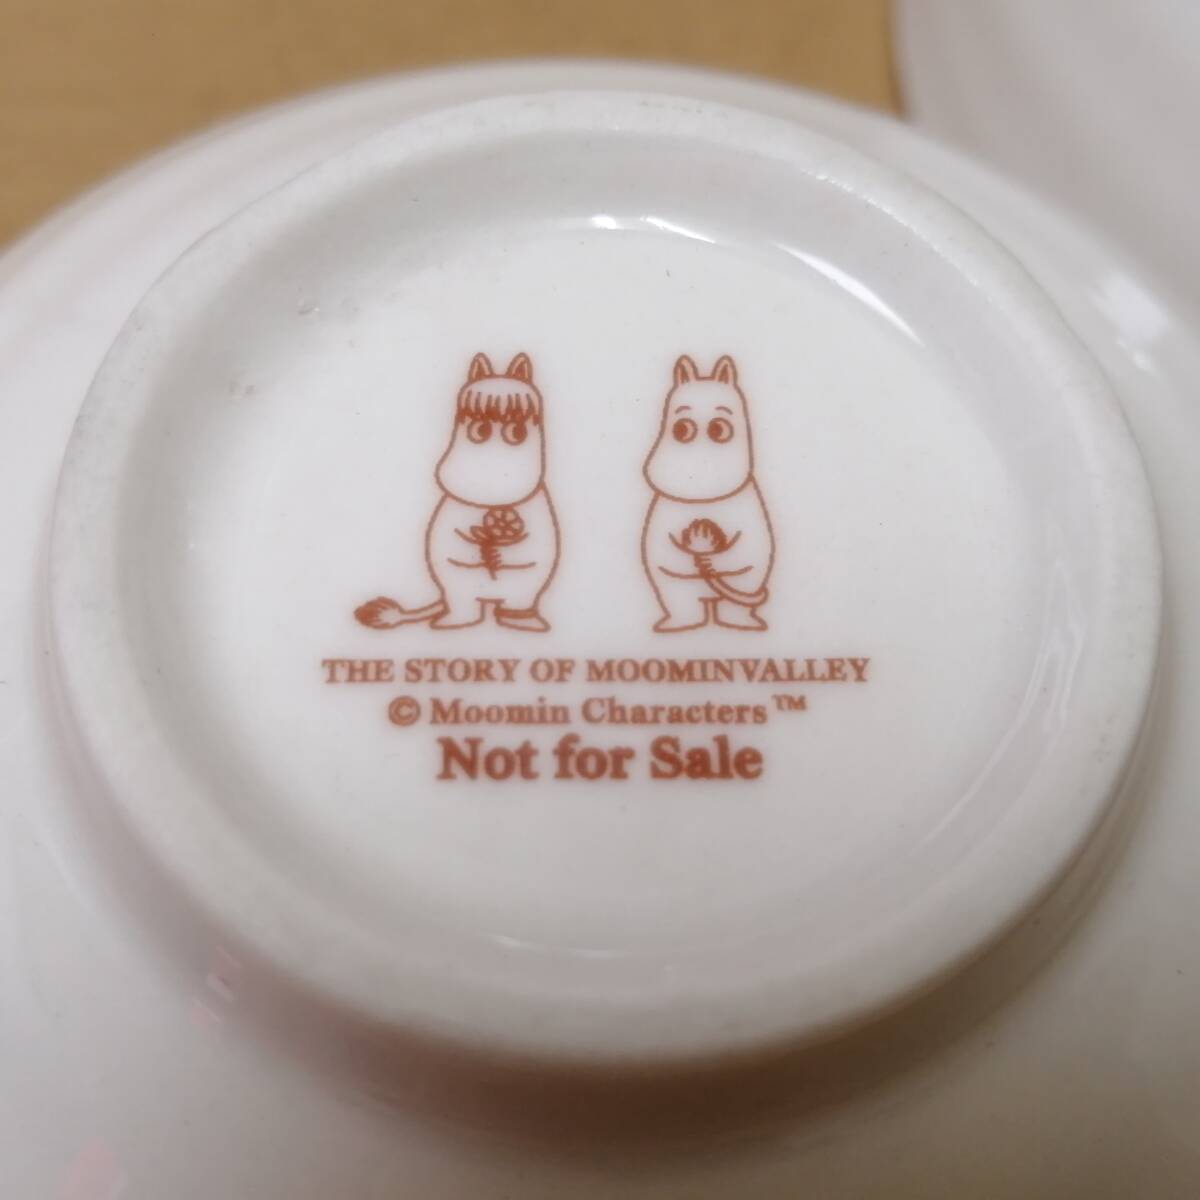 THE STORY OF MOOMINVALLEY
© Moomin Characters™
Not for Sale